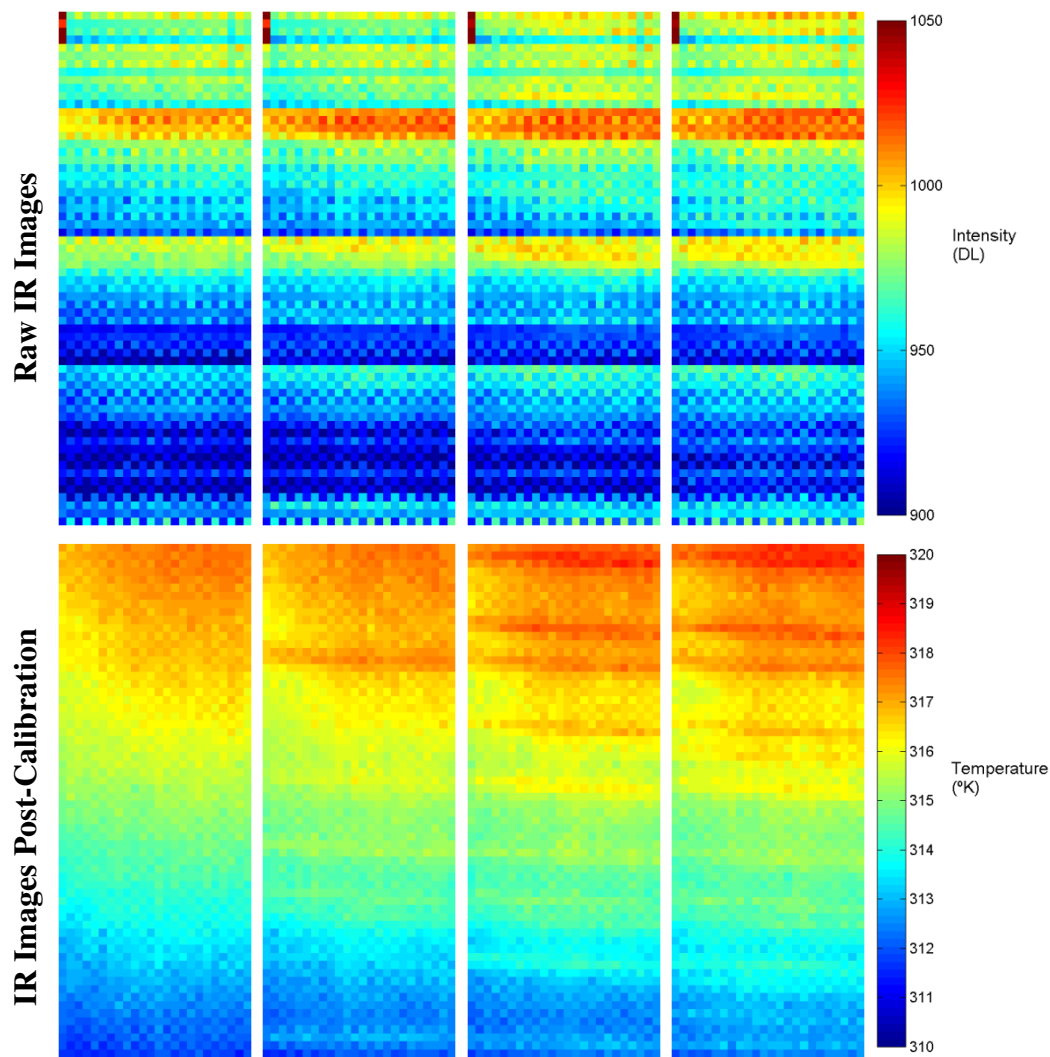 Raw IR Images
1050
1000
950
900
Intensity
(DL)
IR Images Post-Calibration
320
319
318
317
316
315
314
313
312
311
310
Temperature
(ºK)